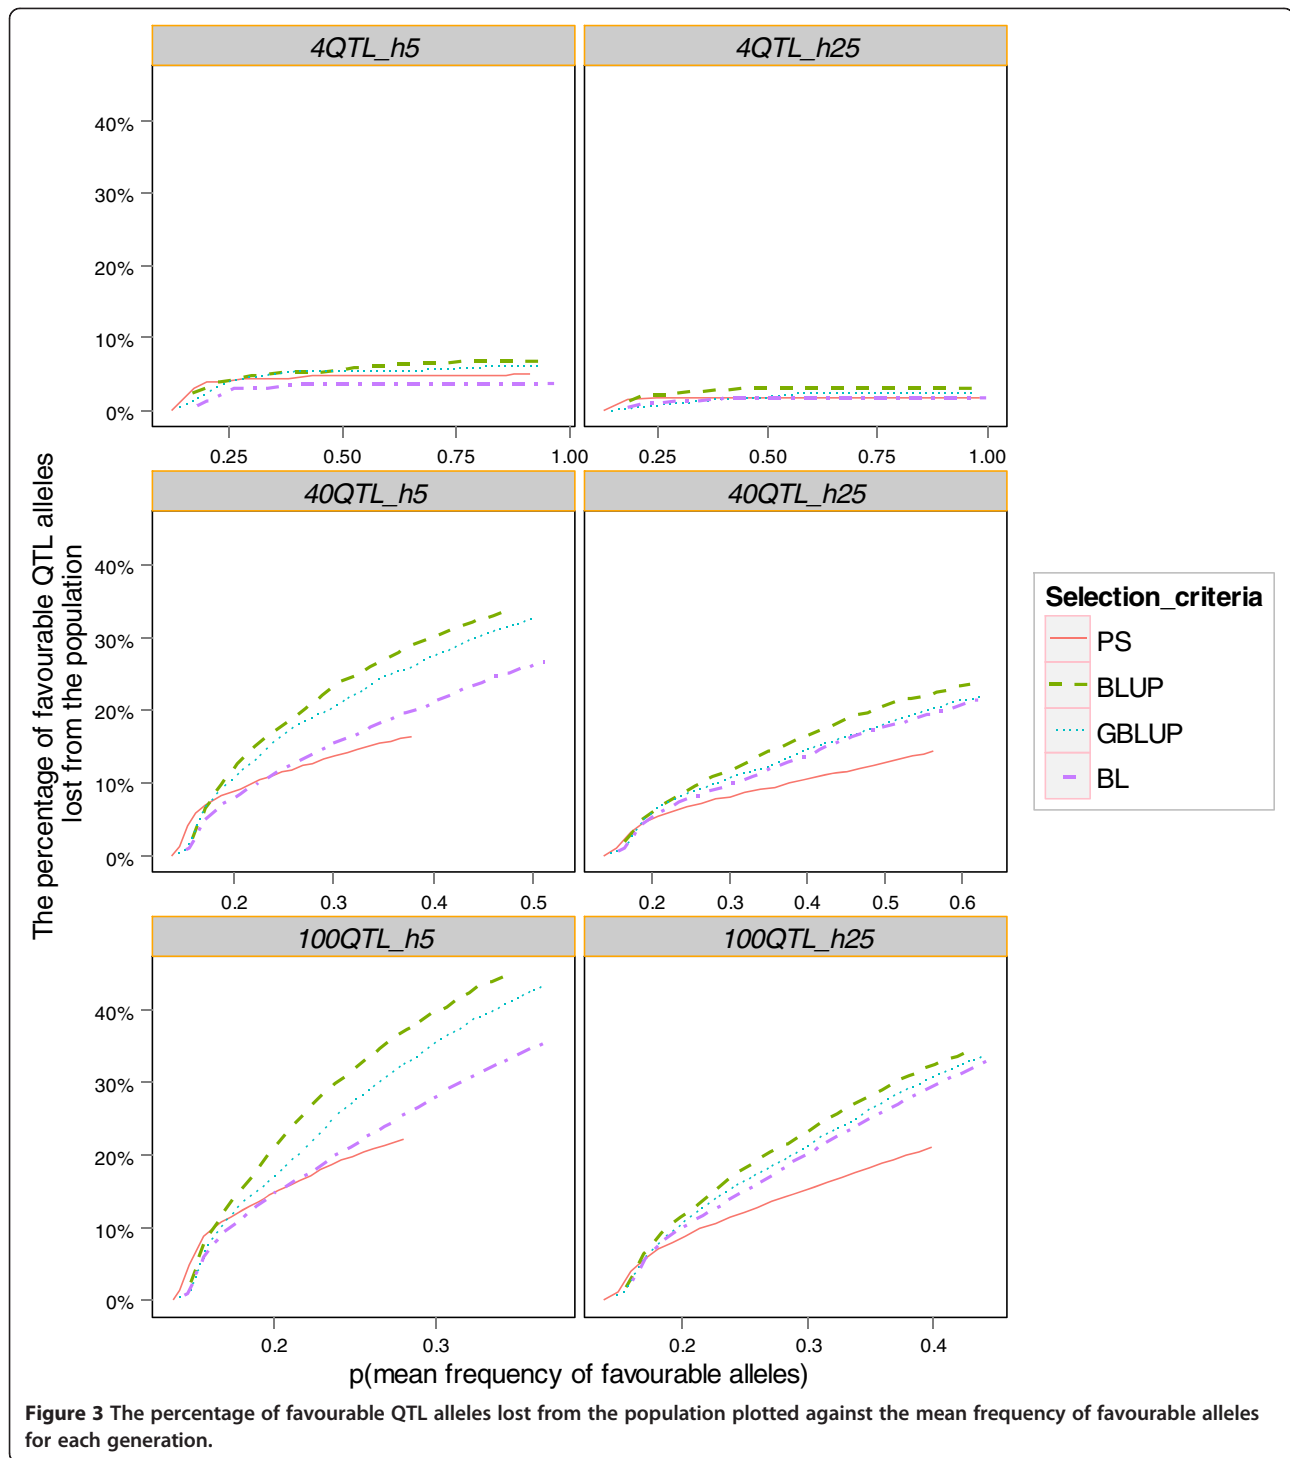 4QTL_h5
4QTL_h25
40%
30%
20%
10%
0%
0.25 0.50 0.75 1.00
0.25 0.50 0.75 1.00
40QTL_h5
40QTL_h25
40%
30%
20%
10%
0%
0.2 0.3 0.4 0.5
0.2 0.3 0.4 0.5 0.6
100QTL_h5
100QTL_h25
40%
30%
20%
10%
0%
0.2 0.3
0.2 0.3 0.4
The percentage of favourable QTL alleles
lost from the population
p(mean frequency of favourable alleles)
Selection_criteria
PS
BLUP
GBLUP
BL
Figure 3 The percentage of favourable QTL alleles lost from the population plotted against the mean frequency of favourable alleles
for each generation.